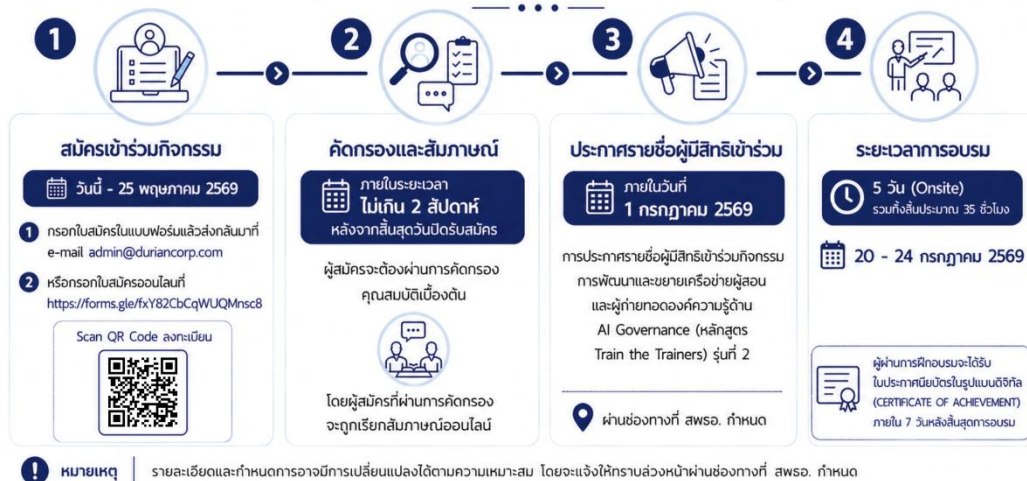 1
2
3
4
สมัครเข้าร่วมกิจกรรม
วันนี้ - 25 พฤษภาคม 2569
1 กรอกใบสมัครในแบบฟอร์มแล้วส่งกลับมาที่
e-mail admin@duriancorp.com
2 หรือกรอกใบสมัครออนไลน์ที่
https://forms.gle/fxY82CbCqWUQMnsc8
Scan QR Code ลงทะเบียน
คัดกรองและสัมภาษณ์
ภายในระยะเวลา
ไม่เกิน 2 สัปดาห์
หลังจากสิ้นสุดวันปิดรับสมัคร
ผู้สมัครจะต้องผ่านการคัดกรอง
คุณสมบัติเบื้องต้น
โดยผู้สมัครที่ผ่านการคัดกรอง
จะถูกเรียกสัมภาษณ์ออนไลน์
ประกาศรายชื่อผู้มีสิทธิเข้าร่วม
ภายในวันที่
1 กรกฎาคม 2569
การประกาศรายชื่อผู้มีสิทธิเข้าร่วมกิจกรรม
การพัฒนาและขยายเครือข่ายผู้สอน
และผู้ถ่ายทอดองค์ความรู้ด้าน
AI Governance (หลักสูตร
Train the Trainers) รุ่นที่ 2
ผ่านช่องทางที่ สพธอ. กำหนด
ระยะเวลาการอบรม
5 วัน (Onsite)
รวมทั้งสิ้นประมาณ 35 ชั่วโมง
20 - 24 กรกฎาคม 2569
ผู้ผ่านการฝึกอบรมจะได้รับ
ใบประกาศนียบัตรในรูปแบบดิจิทัล
(CERTIFICATE OF ACHIEVEMENT)
ภายใน 7 วันหลังสิ้นสุดการอบรม
! หมายเหตุ รายละเอียดและกำหนดการอาจมีการเปลี่ยนแปลงได้ตามความเหมาะสม โดยจะแจ้งให้ทราบล่วงหน้าผ่านช่องทางที่ สพธอ. กำหนด